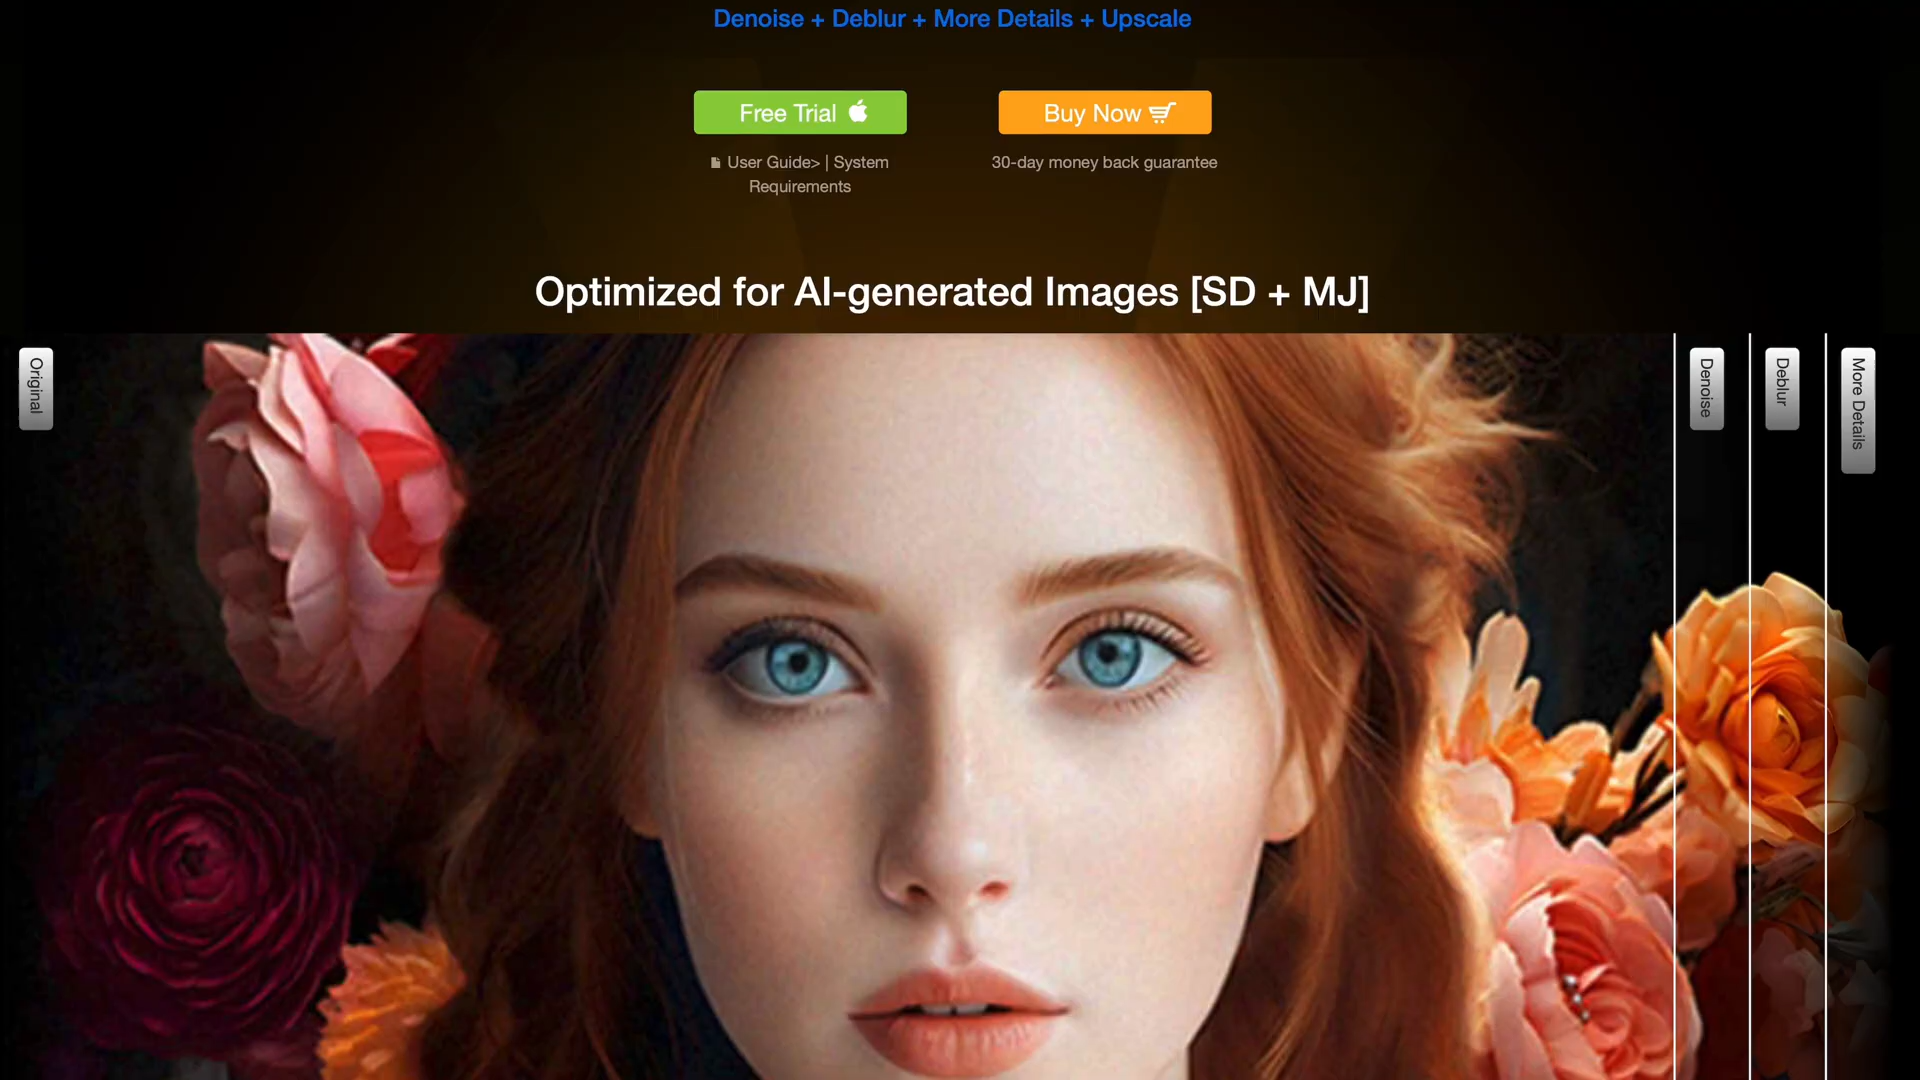 Denoise + Deblur + More Details + Upscale
Free Trial
Buy Now
User Guide> | System
Requirements
30-day money back guarantee
Optimized for AI-generated Images [SD + MJ]
Original
Denoise
Deblur
More Details